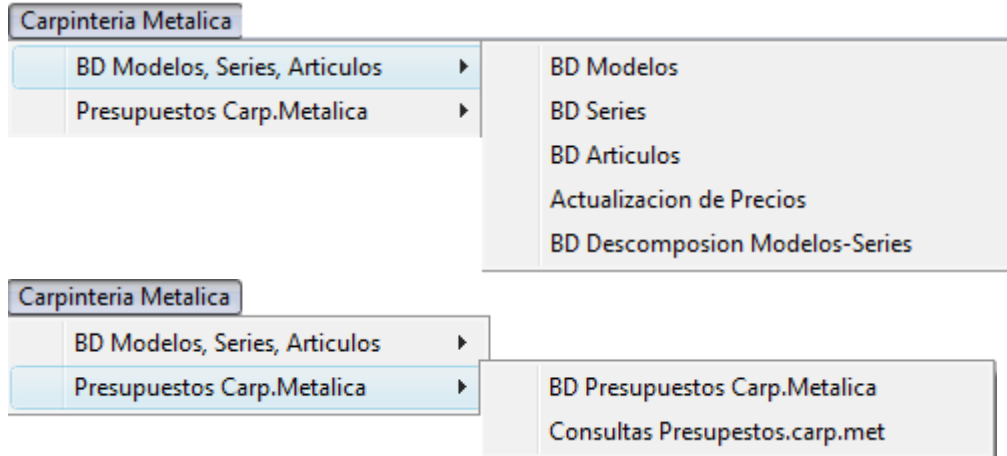 Carpinteria Metalica
BD Modelos, Series, Articulos
BD Modelos
Presupuestos Carp.Metalica
BD Series
BD Articulos
Actualizacion de Precios
BD Descomposion Modelos-Series
Carpinteria Metalica
BD Modelos, Series, Articulos
Presupuestos Carp.Metalica
BD Presupuestos Carp.Metalica
Consultas Presupestos.carp.met